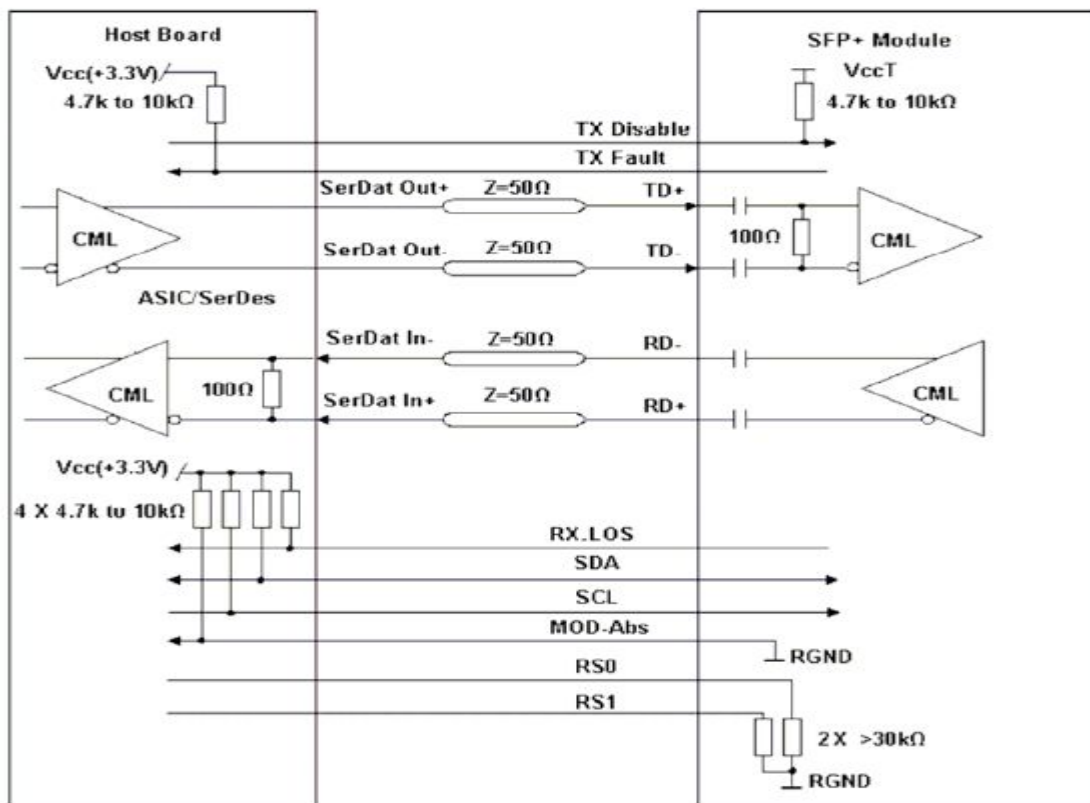 Host Board
SFP+ Module
Vcc(+3.3V)
VccT
4.7k to 10kΩ
4.7k to 10kΩ
TX Disable
TX Fault
SerDat Out+
Z=50Ω
TD+
CML
100Ω
CML
SerDat Out-
Z=50Ω
TD-
ASIC/SerDes
SerDat In-
Z=50Ω
RD-
CML
100Ω
SerDat In+
Z=50Ω
RD+
CML
Vcc(+3.3V)
4 X 4.7k to 10kΩ
RX.LOS
SDA
SCL
MOD-Abs
RGND
RS0
RS1
2X >30kΩ
RGND